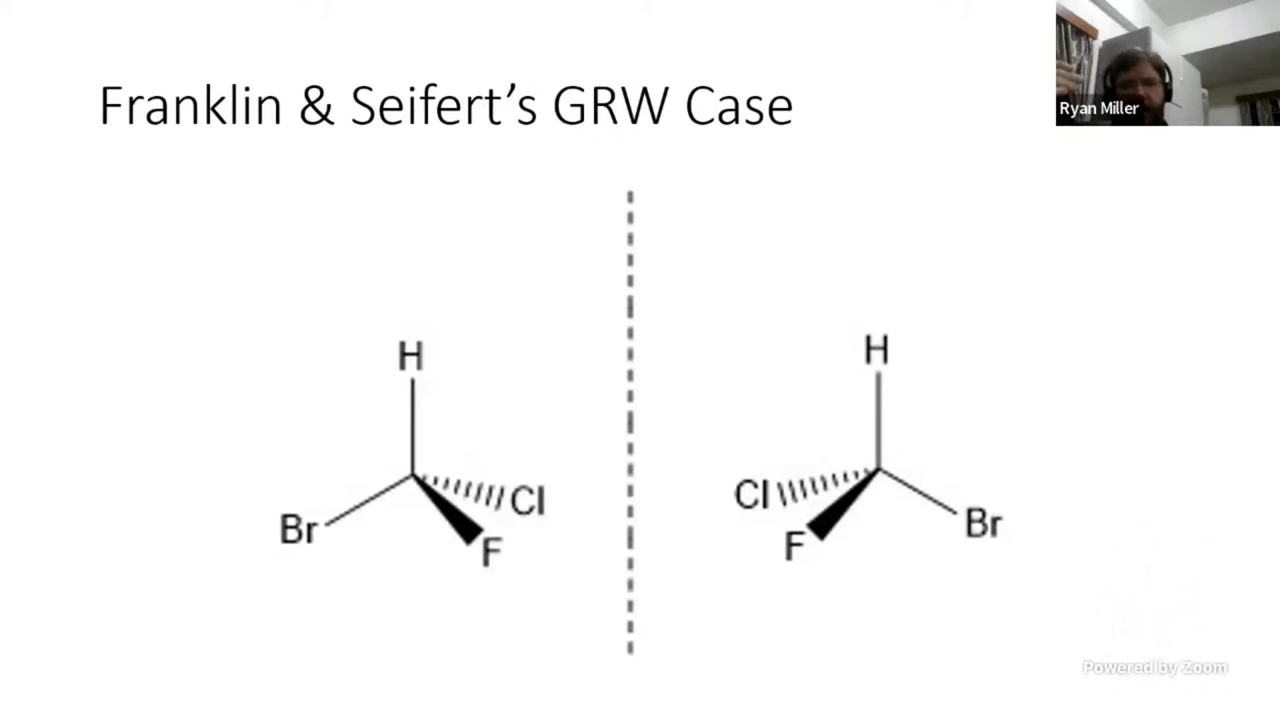 Franklin & Seifert's GRW Case
Ryan Miller
H
H
Br
Cl
F
Cl
F
Br
Powered by Zoom